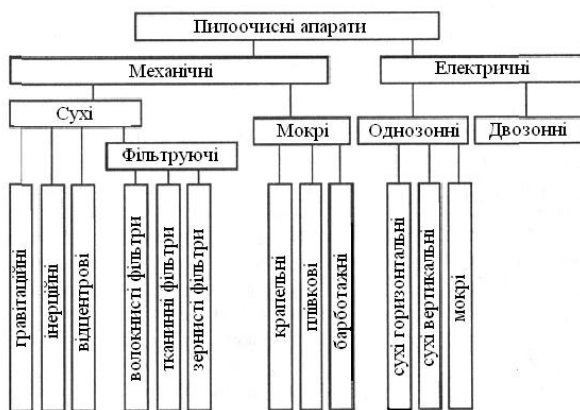 Пилоочисні апарати
Механічні
Електричні
Сухі
Мокрі
Однозонні
Двозонні
Фільтруючі
гравітаційні
інерційні
відцентрові
волокнисті фільтри
тканинні фільтри
зернисті фільтри
крапельні
плівкові
барботажні
сухі горизонтальні
сухі вертикальні
мокрі